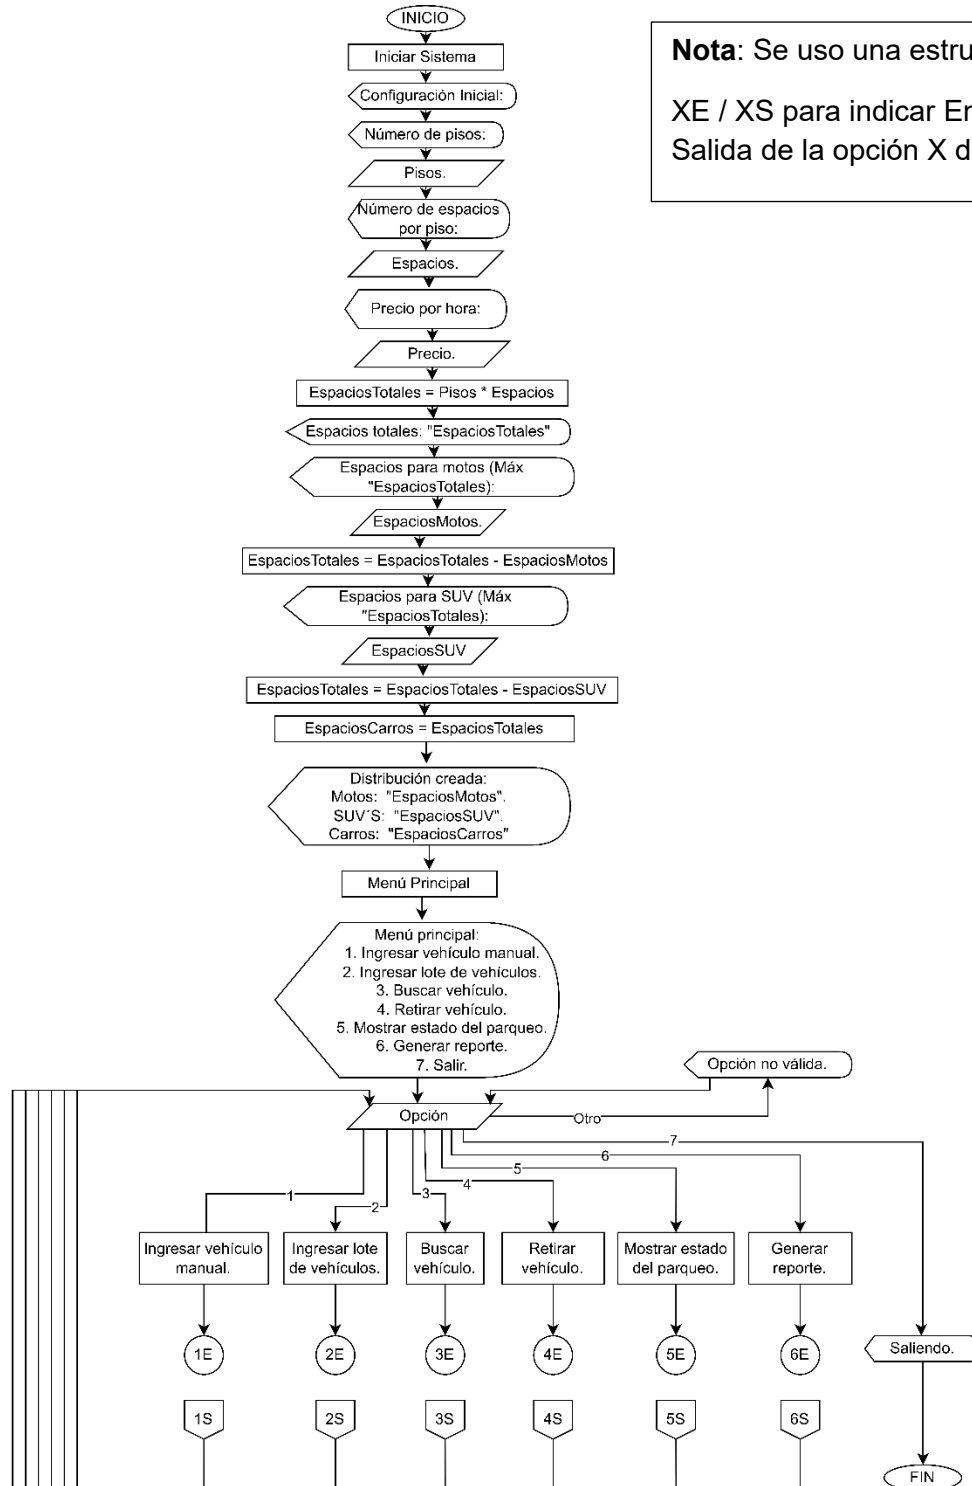 INICIO
Nota: Se uso una estru
XE / XS para indicar En
Salida de la opción X d
Iniciar Sistema
Configuración Inicial:
Número de pisos:
Pisos.
Número de espacios
por piso:
Espacios.
Precio por hora:
Precio.
EspaciosTotales = Pisos * Espacios
Espacios totales: "EspaciosTotales"
Espacios para motos (Máx
"EspaciosTotales):
EspaciosMotos.
EspaciosTotales = EspaciosTotales - EspaciosMotos
Espacios para SUV (Máx
"EspaciosTotales):
EspaciosSUV
EspaciosTotales = EspaciosTotales - EspaciosSUV
EspaciosCarros = EspaciosTotales
Distribución creada:
Motos: "EspaciosMotos".
SUV´S: "EspaciosSUV".
Carros: "EspaciosCarros"
Menú Principal
Menú principal:
1. Ingresar vehículo manual.
2. Ingresar lote de vehículos.
3. Buscar vehículo.
4. Retirar vehículo.
5. Mostrar estado del parqueo.
6. Generar reporte.
7. Salir.
Opción no válida.
Opción
Otro
7
6
5
4
3
2
1
Ingresar vehículo
manual.
Ingresar lote
de vehículos.
Buscar
vehículo.
Retirar
vehículo.
Mostrar estado
del parqueo.
Generar
reporte.
1E
2E
3E
4E
5E
6E
Saliendo.
1S
2S
3S
4S
5S
6S
FIN